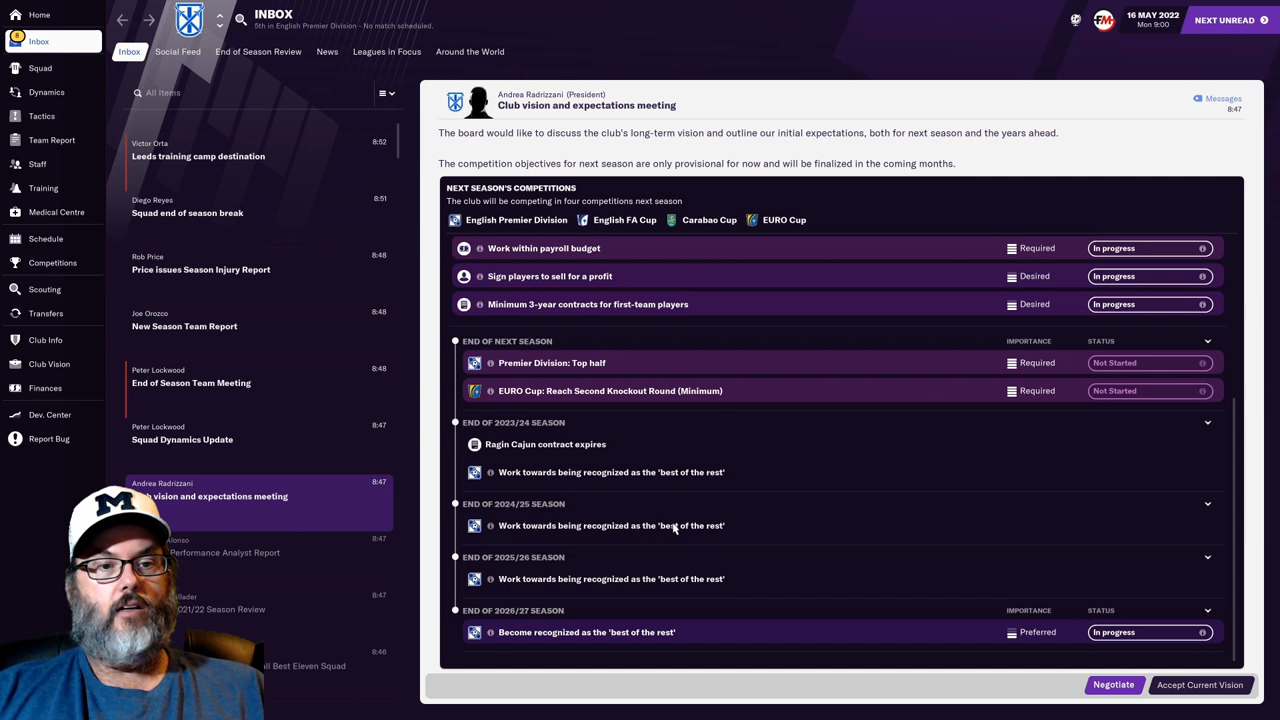 Home
8
Inbox
Squad
Dynamics
Tactics
Team Report
Staff
Training
Medical Centre
Schedule
Competitions
Scouting
Transfers
Club Info
Club Vision
Finances
Dev. Center
Report Bug
INBOX
5th in English Premier Division - No match scheduled.
FM
16 MAY 2022
Mon 9:00
NEXT UNREAD
Inbox
Social Feed
End of Season Review
News
Leagues in Focus
Around the World
All Items
Victor Orta
8:52
Leeds training camp destination
Diego Reyes
8:51
Squad end of season break
Rob Price
8:48
Price issues Season Injury Report
Joe Orozco
8:48
New Season Team Report
Peter Lockwood
8:48
End of Season Team Meeting
Peter Lockwood
8:47
Squad Dynamics Update
Andrea Radrizzani
8:47
vision and expectations meeting
Alonso
8:47
Performance Analyst Report
8:47
2021/22 Season Review
8:46
Best Eleven Squad
M
Andrea Radrizzani (President)
Club vision and expectations meeting
Messages
8:47
The board would like to discuss the club's long-term vision and outline our initial expectations, both for next season and the years ahead.
The competition objectives for next season are only provisional for now and will be finalized in the coming months.
NEXT SEASON'S COMPETITIONS
The club will be competing in four competitions next season
English Premier Division
English FA Cup
Carabao Cup
EURO Cup
Work within payroll budget
Required
In progress
Sign players to sell for a profit
Desired
In progress
Minimum 3-year contracts for first-team players
Desired
In progress
END OF NEXT SEASON
IMPORTANCE
STATUS
Premier Division: Top half
Required
Not Started
EURO Cup: Reach Second Knockout Round (Minimum)
Required
Not Started
END OF 2023/24 SEASON
Ragin Cajun contract expires
Work towards being recognized as the 'best of the rest'
END OF 2024/25 SEASON
Work towards being recognized as the 'best of the rest'
END OF 2025/26 SEASON
Work towards being recognized as the 'best of the rest'
END OF 2026/27 SEASON
IMPORTANCE
STATUS
Become recognized as the 'best of the rest'
Preferred
In progress
Negotiate
Accept Current Vision